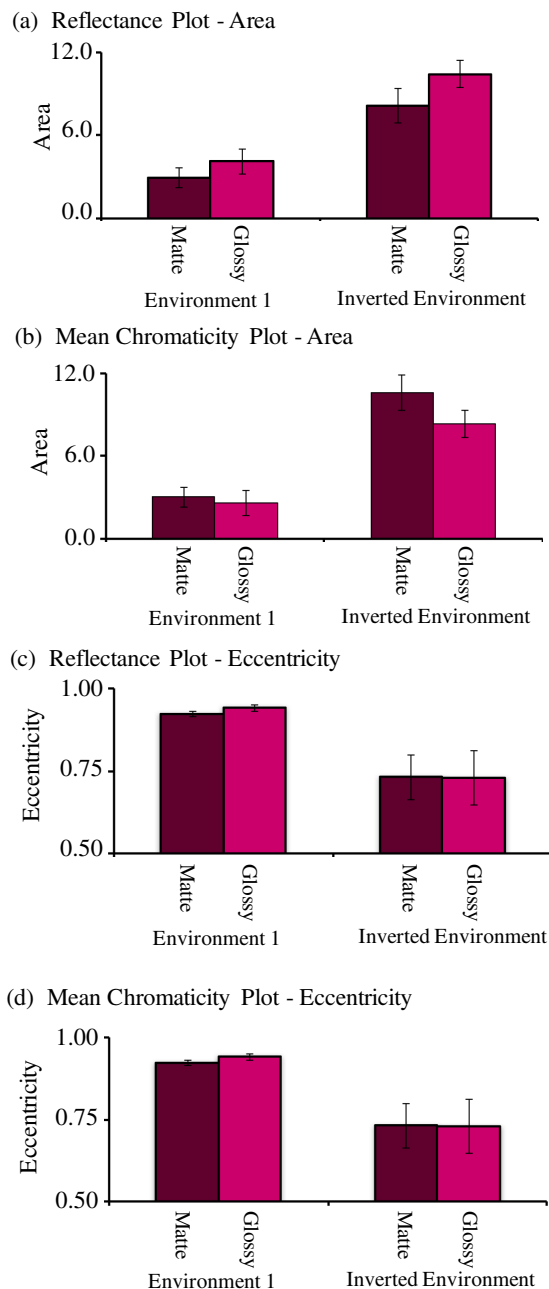 (a) Reflectance Plot - Area
12.0
6.0
0.0
Area
Matte
Glossy
Matte
Glossy
Environment 1
Inverted Environment
(b) Mean Chromaticity Plot - Area
12.0
6.0
0.0
Area
Matte
Glossy
Matte
Glossy
Environment 1
Inverted Environment
(c) Reflectance Plot - Eccentricity
1.00
0.75
0.50
Eccentricity
Matte
Glossy
Matte
Glossy
Environment 1
Inverted Environment
(d) Mean Chromaticity Plot - Eccentricity
1.00
0.75
0.50
Eccentricity
Matte
Glossy
Matte
Glossy
Environment 1
Inverted Environment